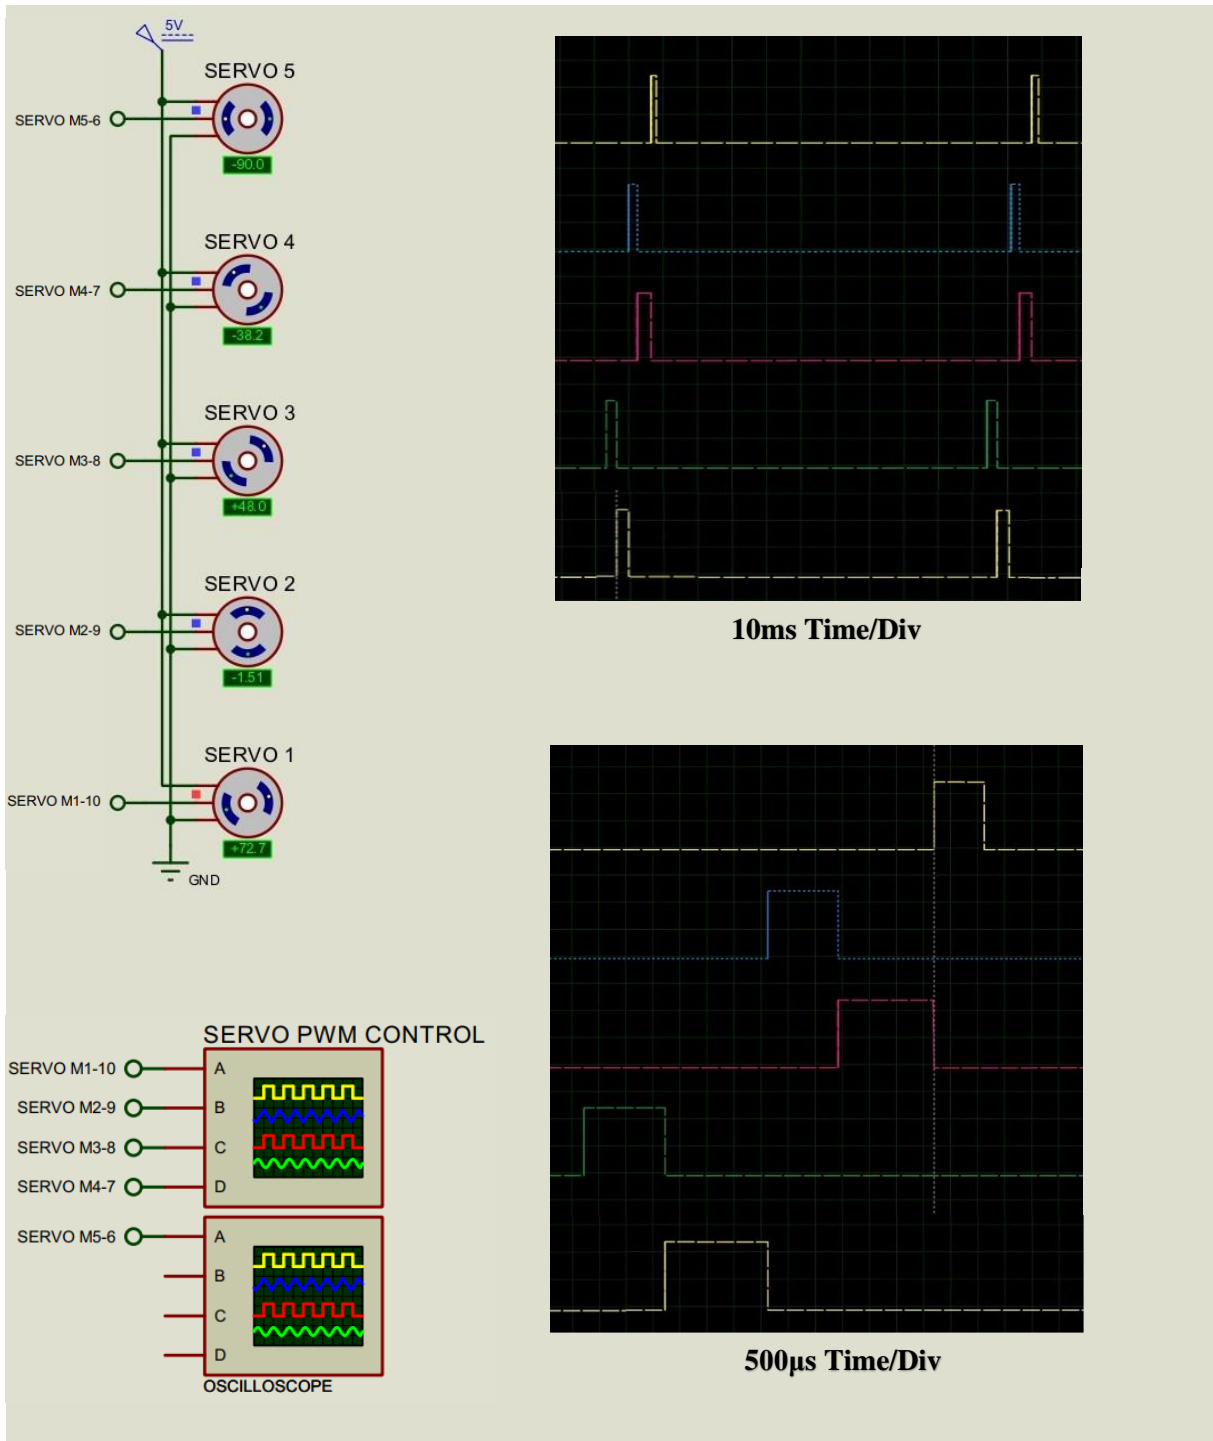 5V
SERVO 5
SERVO M5-6
-90.0
SERVO 4
SERVO M4-7
-38.2
SERVO 3
SERVO M3-8
+48.0
SERVO 2
SERVO M2-9
-1.51
SERVO 1
SERVO M1-10
+72.7
GND
10ms Time/Div
500μs Time/Div
SERVO PWM CONTROL
SERVO M1-10 A
SERVO M2-9 B
SERVO M3-8 C
SERVO M4-7 D
SERVO M5-6 A
B
C
D
OSCILLOSCOPE